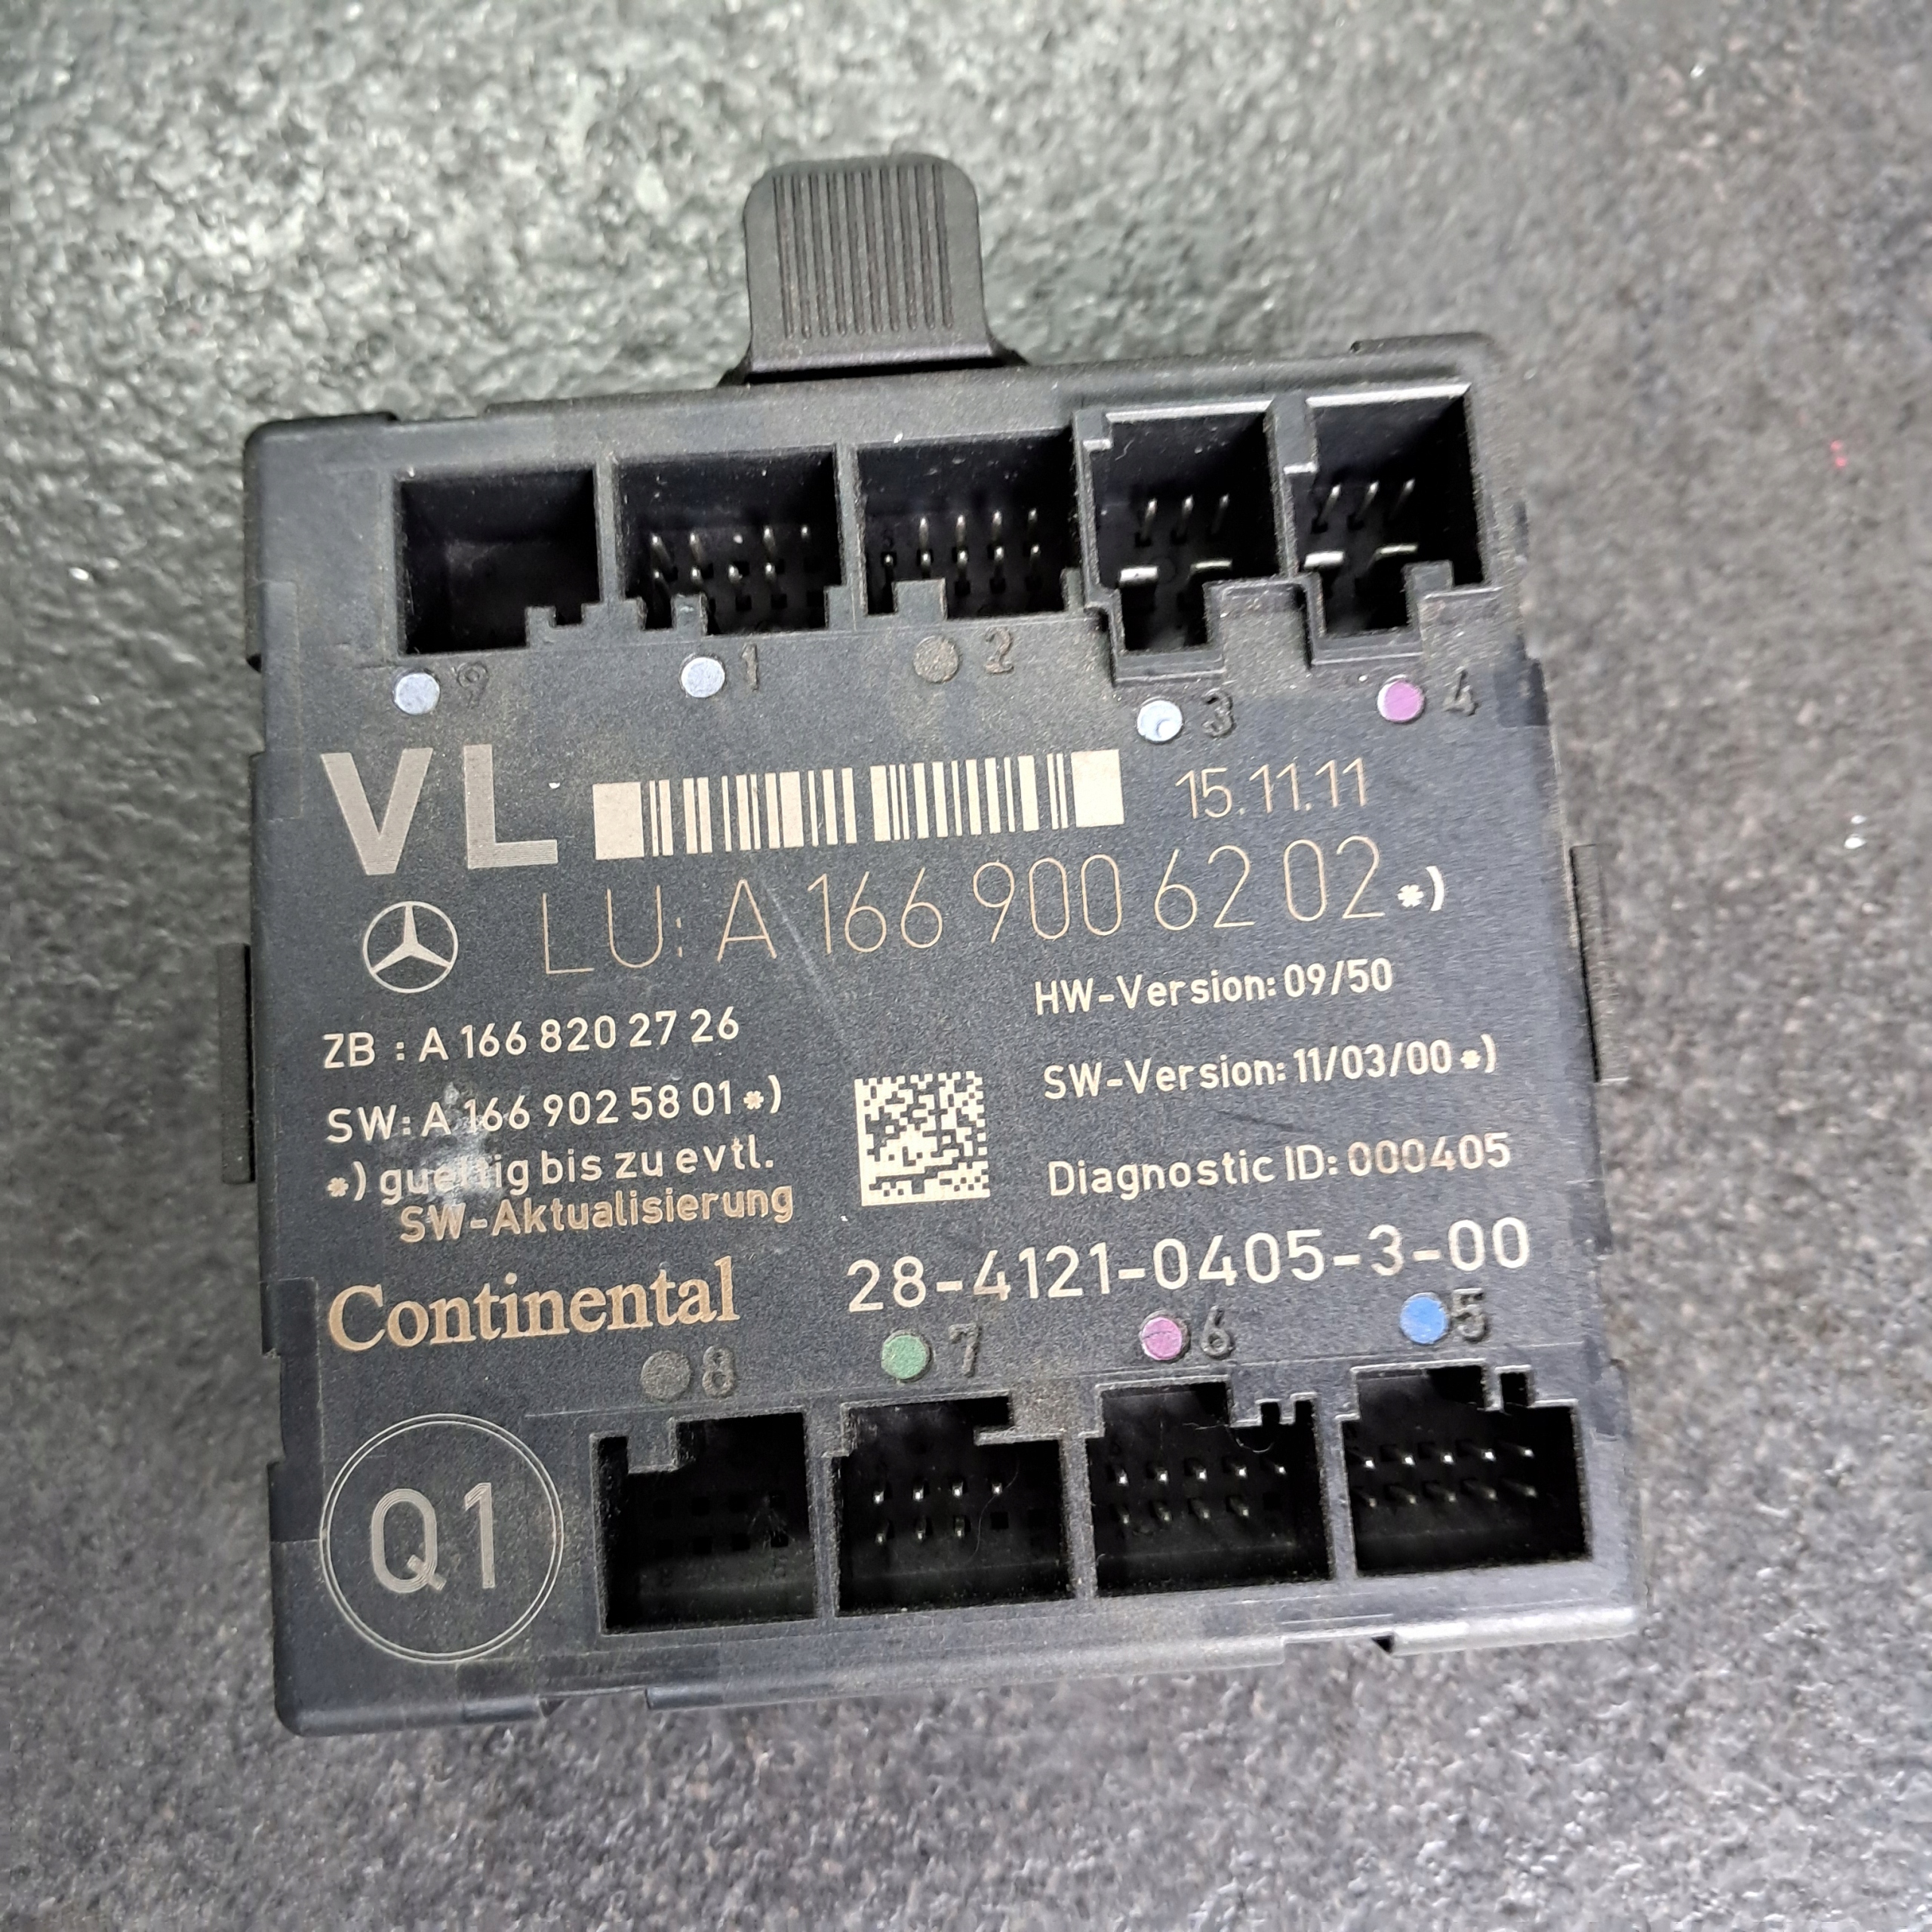 9 1 2 3 4
VL 15.11.11
LU: A 166 900 62 02 *)
HW-Version: 09/50
ZB : A 166 820 27 26
SW-Version: 11/03/00 *)
SW: A 166 902 58 01 *)
*) gueltig bis zu evtl.
SW-Aktualisierung
Diagnostic ID: 000405
Continental 28-4121-0405-3-00
8 7 6 5
Q1